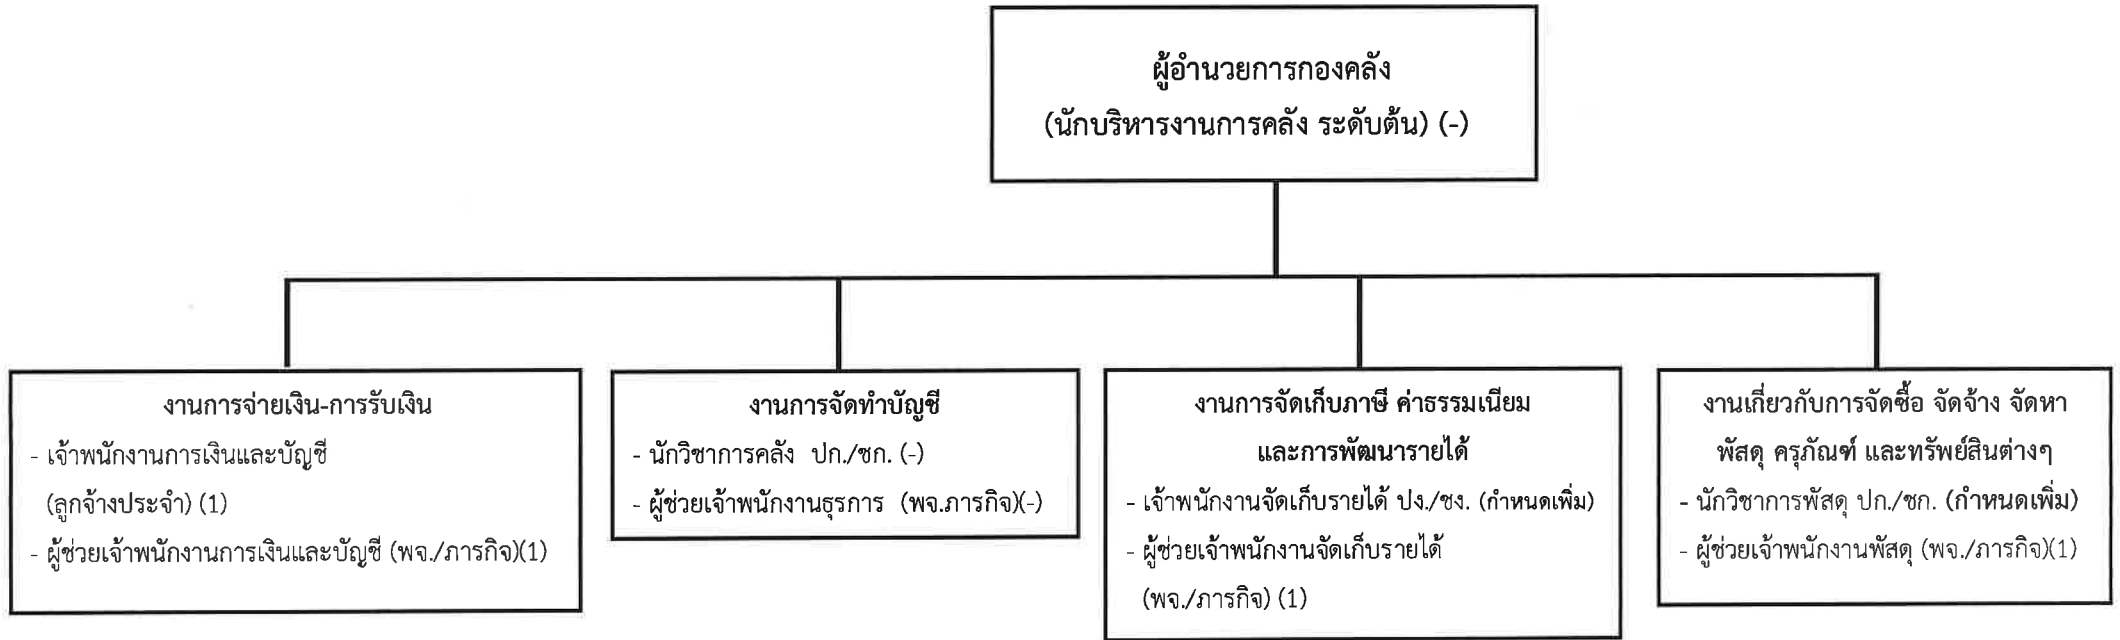 ผู้อำนวยการกองคลัง
(นักบริหารงานการคลัง ระดับต้น) (-)
งานการจ่ายเงิน-การรับเงิน
- เจ้าพนักงานการเงินและบัญชี
(ลูกจ้างประจำ) (1)
- ผู้ช่วยเจ้าพนักงานการเงินและบัญชี (พจ./ภารกิจ)(1)
งานการจัดทำบัญชี
- นักวิชาการคลัง ปก./ชก. (-)
- ผู้ช่วยเจ้าพนักงานธุรการ (พจ.ภารกิจ)(-)
งานการจัดเก็บภาษี ค่าธรรมเนียม
และการพัฒนารายได้
- เจ้าพนักงานจัดเก็บรายได้ ปง./ชง. (กำหนดเพิ่ม)
- ผู้ช่วยเจ้าพนักงานจัดเก็บรายได้
(พจ./ภารกิจ) (1)
งานเกี่ยวกับการจัดซื้อ จัดจ้าง จัดหา
พัสดุ ครุภัณฑ์ และทรัพย์สินต่างๆ
- นักวิชาการพัสดุ ปก./ชก. (กำหนดเพิ่ม)
- ผู้ช่วยเจ้าพนักงานพัสดุ (พจ./ภารกิจ)(1)